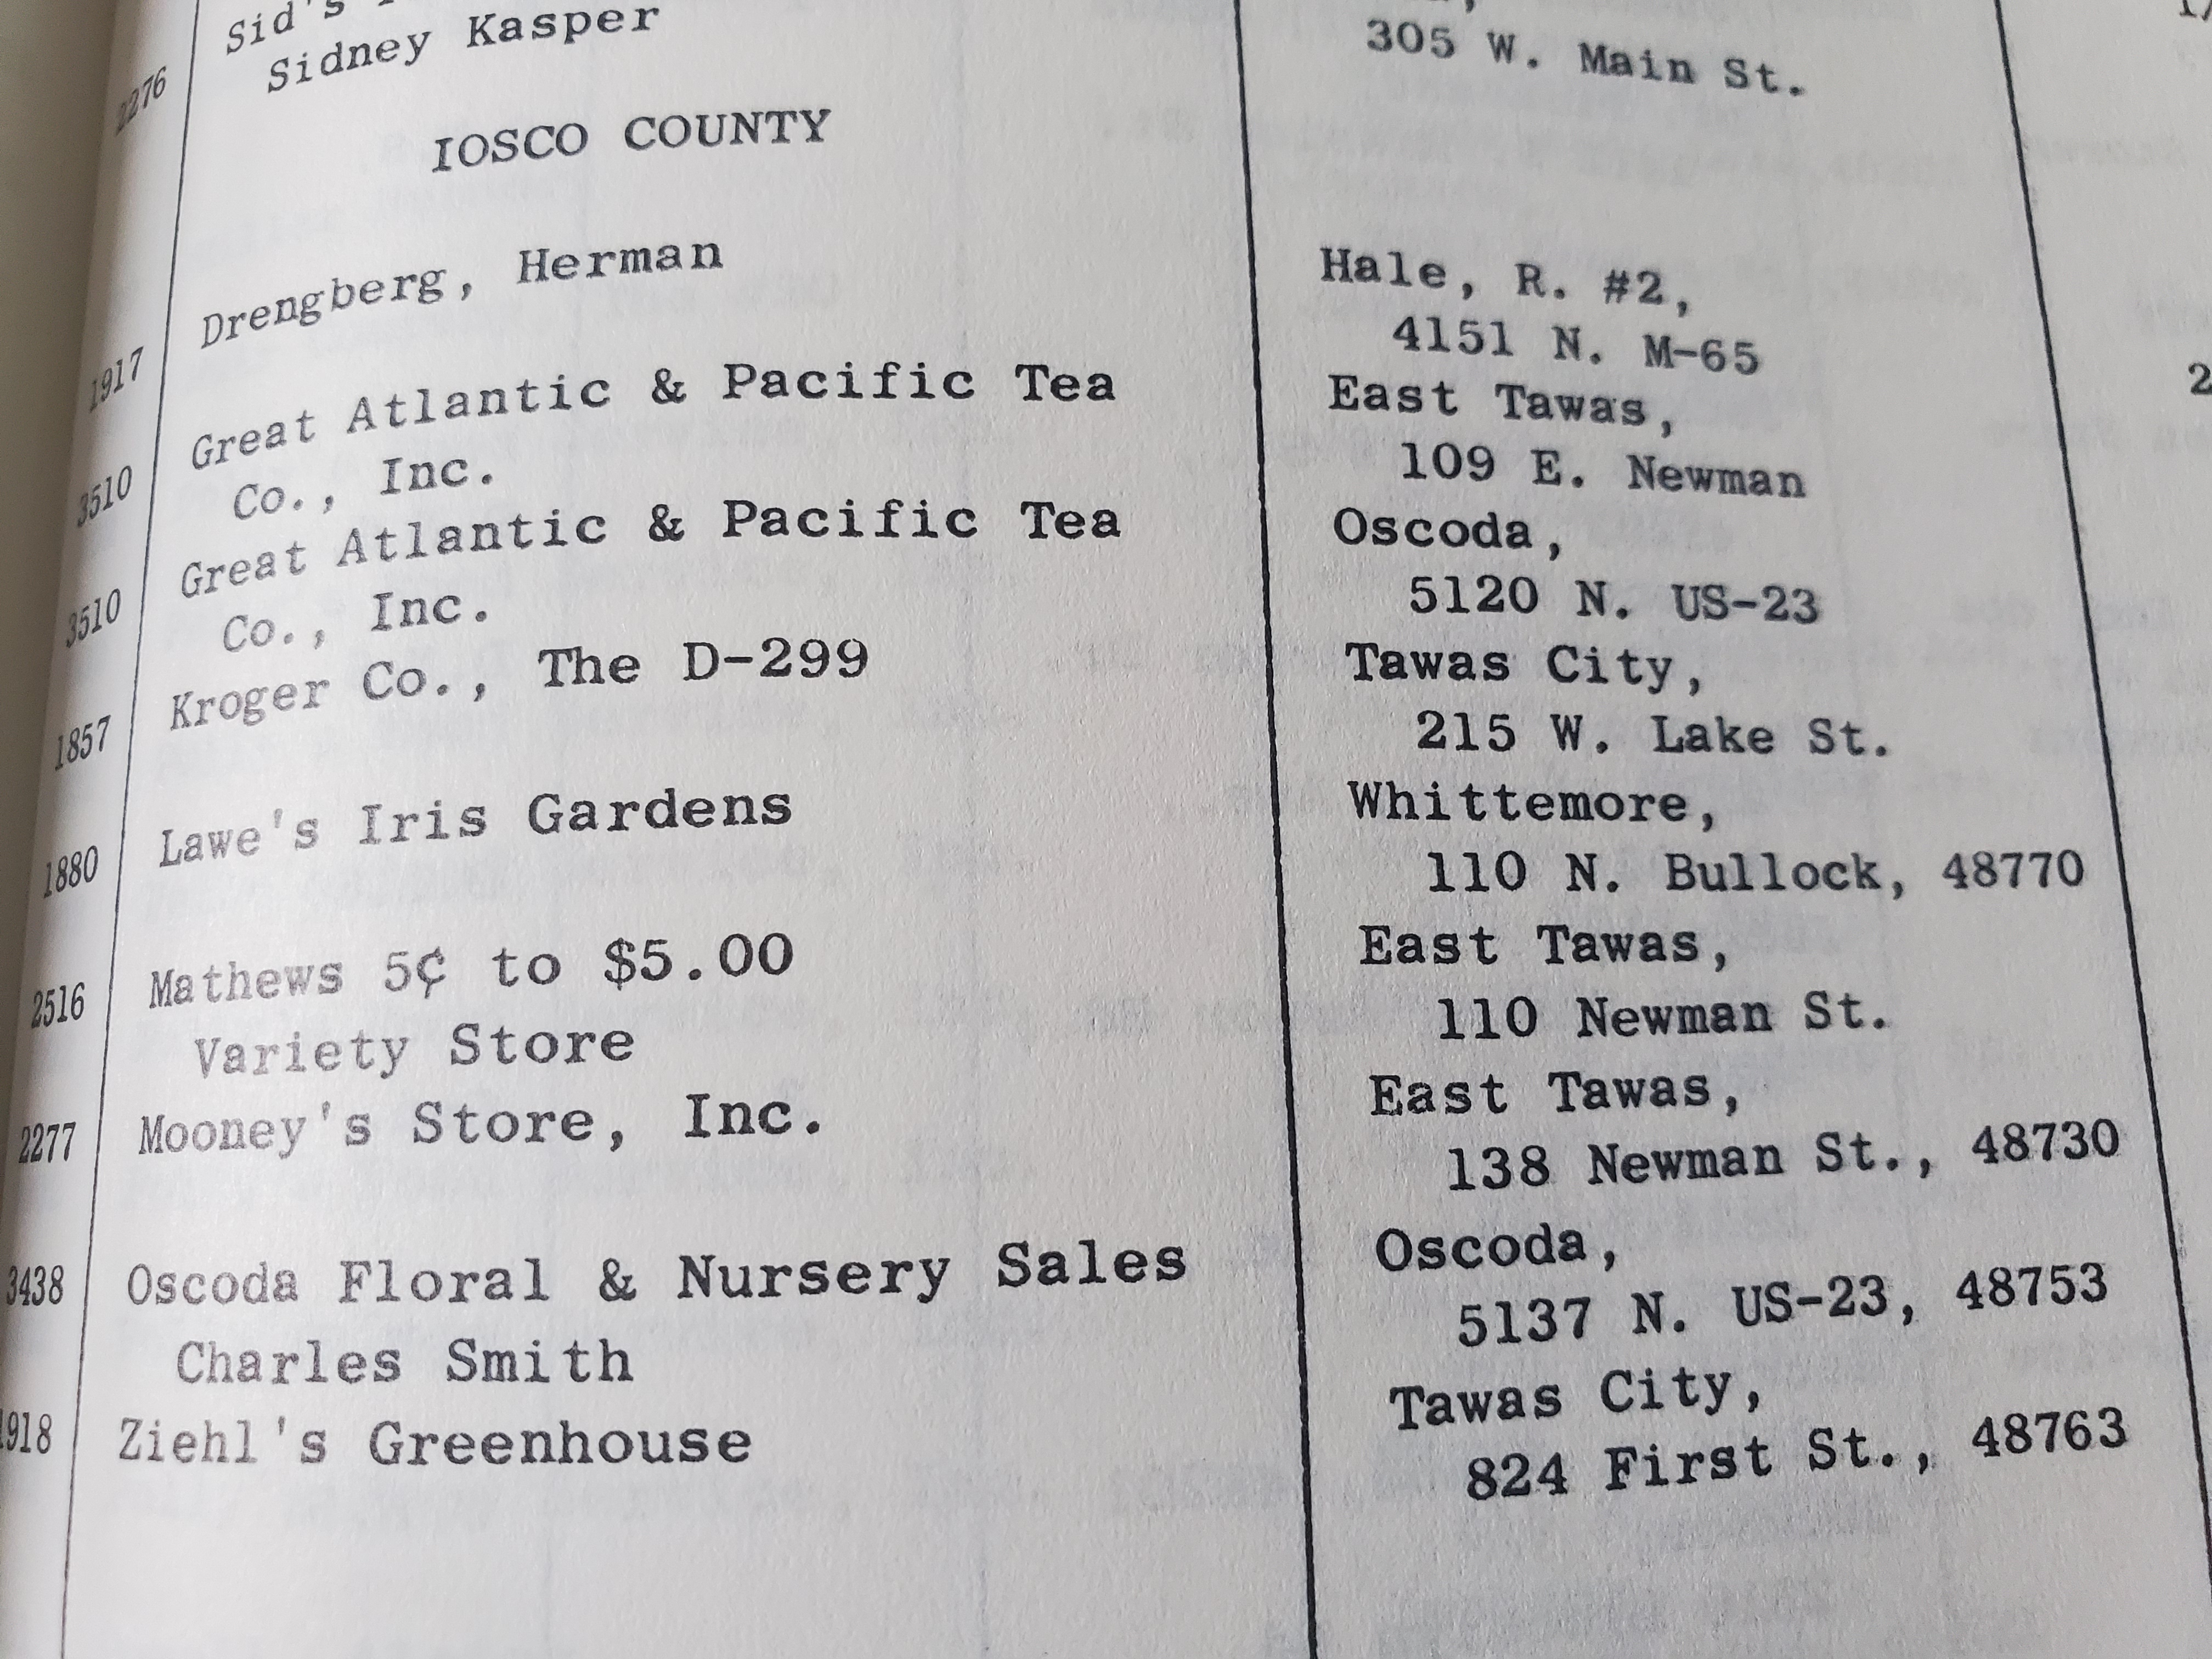 Sid's
2276 Sidney Kasper
305 W. Main St.
IOSCO COUNTY
1917 Drengberg, Herman Hale, R. #2,
4151 N. M-65
3510 Great Atlantic & Pacific Tea East Tawas,
Co., Inc. 109 E. Newman
3510 Great Atlantic & Pacific Tea Oscoda,
Co., Inc. 5120 N. US-23
1857 Kroger Co., The D-299 Tawas City,
215 W. Lake St.
1880 Lawe's Iris Gardens Whittemore,
110 N. Bullock, 48770
2516 Mathews 5¢ to $5.00 East Tawas,
Variety Store 110 Newman St.
2277 Mooney's Store, Inc. East Tawas,
138 Newman St., 48730
3438 Oscoda Floral & Nursery Sales Oscoda,
Charles Smith 5137 N. US-23, 48753
1918 Ziehl's Greenhouse Tawas City,
824 First St., 48763